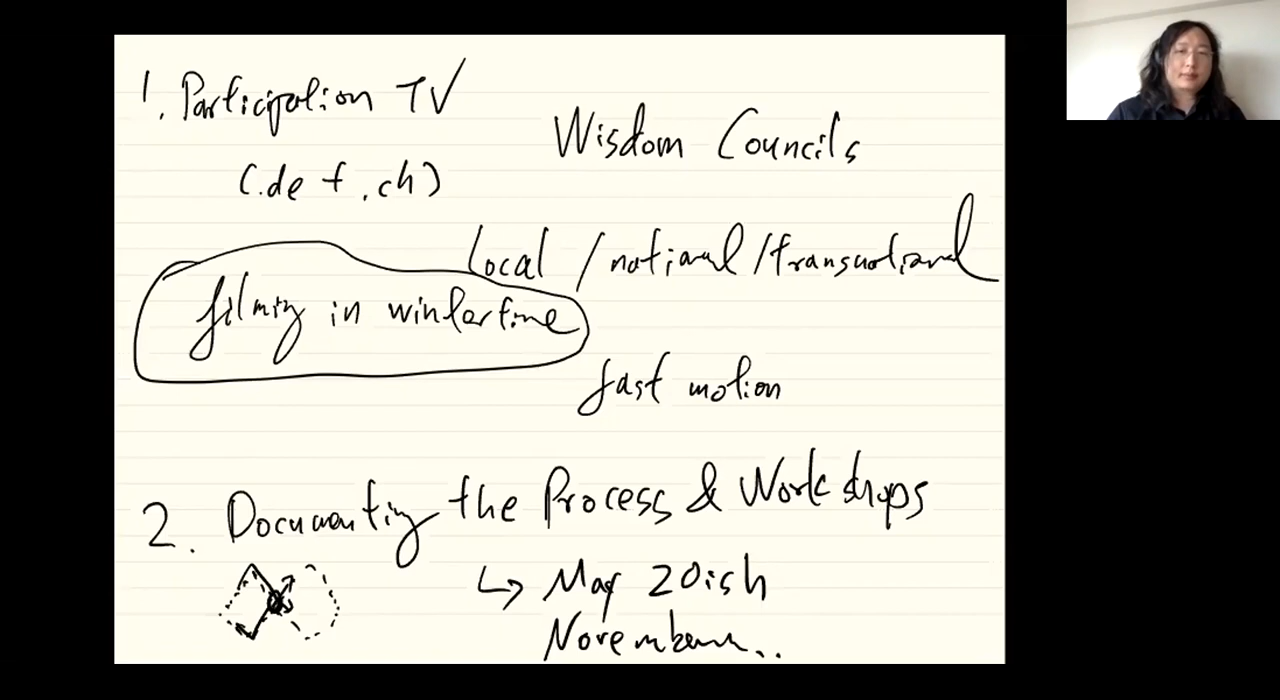 1. Participation TV
(.de + .ch)
Wisdom Councils
Local / national / transnational
filming in wintertime
fast motion
2. Documenting the Process & Workshops
↳ May 20ish
November..